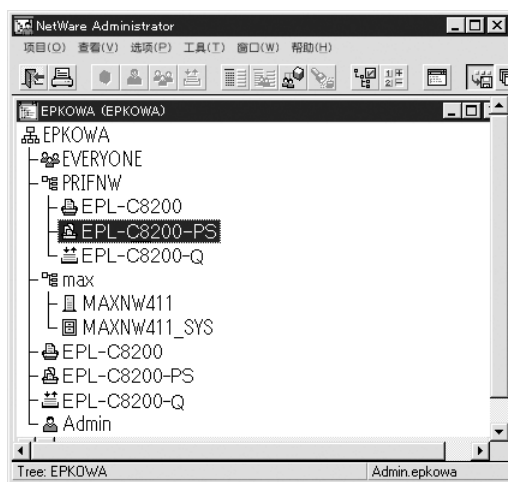 NetWare Administrator
项目(O) 查看(V) 选项(P) 工具(T) 窗口(W) 帮助(H)
EPKOWA (EPKOWA)
EPKOWA
EVERYONE
PRIFNW
EPL-C8200
EPL-C8200-PS
EPL-C8200-Q
max
MAXNW411
MAXNW411_SYS
EPL-C8200
EPL-C8200-PS
EPL-C8200-Q
Admin
Tree: EPKOWA Admin.epkowa